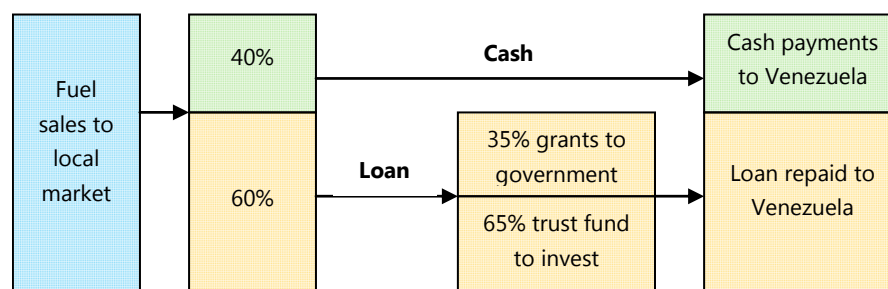 Fuel
sales to
local
market
40%
60%
Cash
Loan
35% grants to
government
65% trust fund
to invest
Cash payments
to Venezuela
Loan repaid to
Venezuela